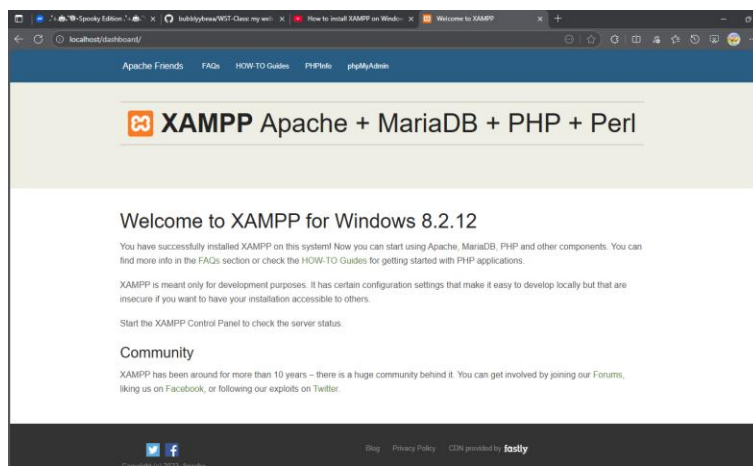 Spooky Edition
bubblyybreaa/WST-Class: my web
How to install XAMPP on Window
Welcome to XAMPP
localhost/dashboard/
Apache Friends FAQs HOW-TO Guides PHPInfo phpMyAdmin
XAMPP Apache + MariaDB + PHP + Perl
Welcome to XAMPP for Windows 8.2.12
You have successfully installed XAMPP on this system! Now you can start using Apache, MariaDB, PHP and other components. You can
find more info in the FAQs section or check the HOW-TO Guides for getting started with PHP applications.
XAMPP is meant only for development purposes. It has certain configuration settings that make it easy to develop locally but that are
insecure if you want to have your installation accessible to others.
Start the XAMPP Control Panel to check the server status.
Community
XAMPP has been around for more than 10 years – there is a huge community behind it. You can get involved by joining our Forums,
liking us on Facebook, or following our exploits on Twitter.
Blog Privacy Policy CDN provided by fastly